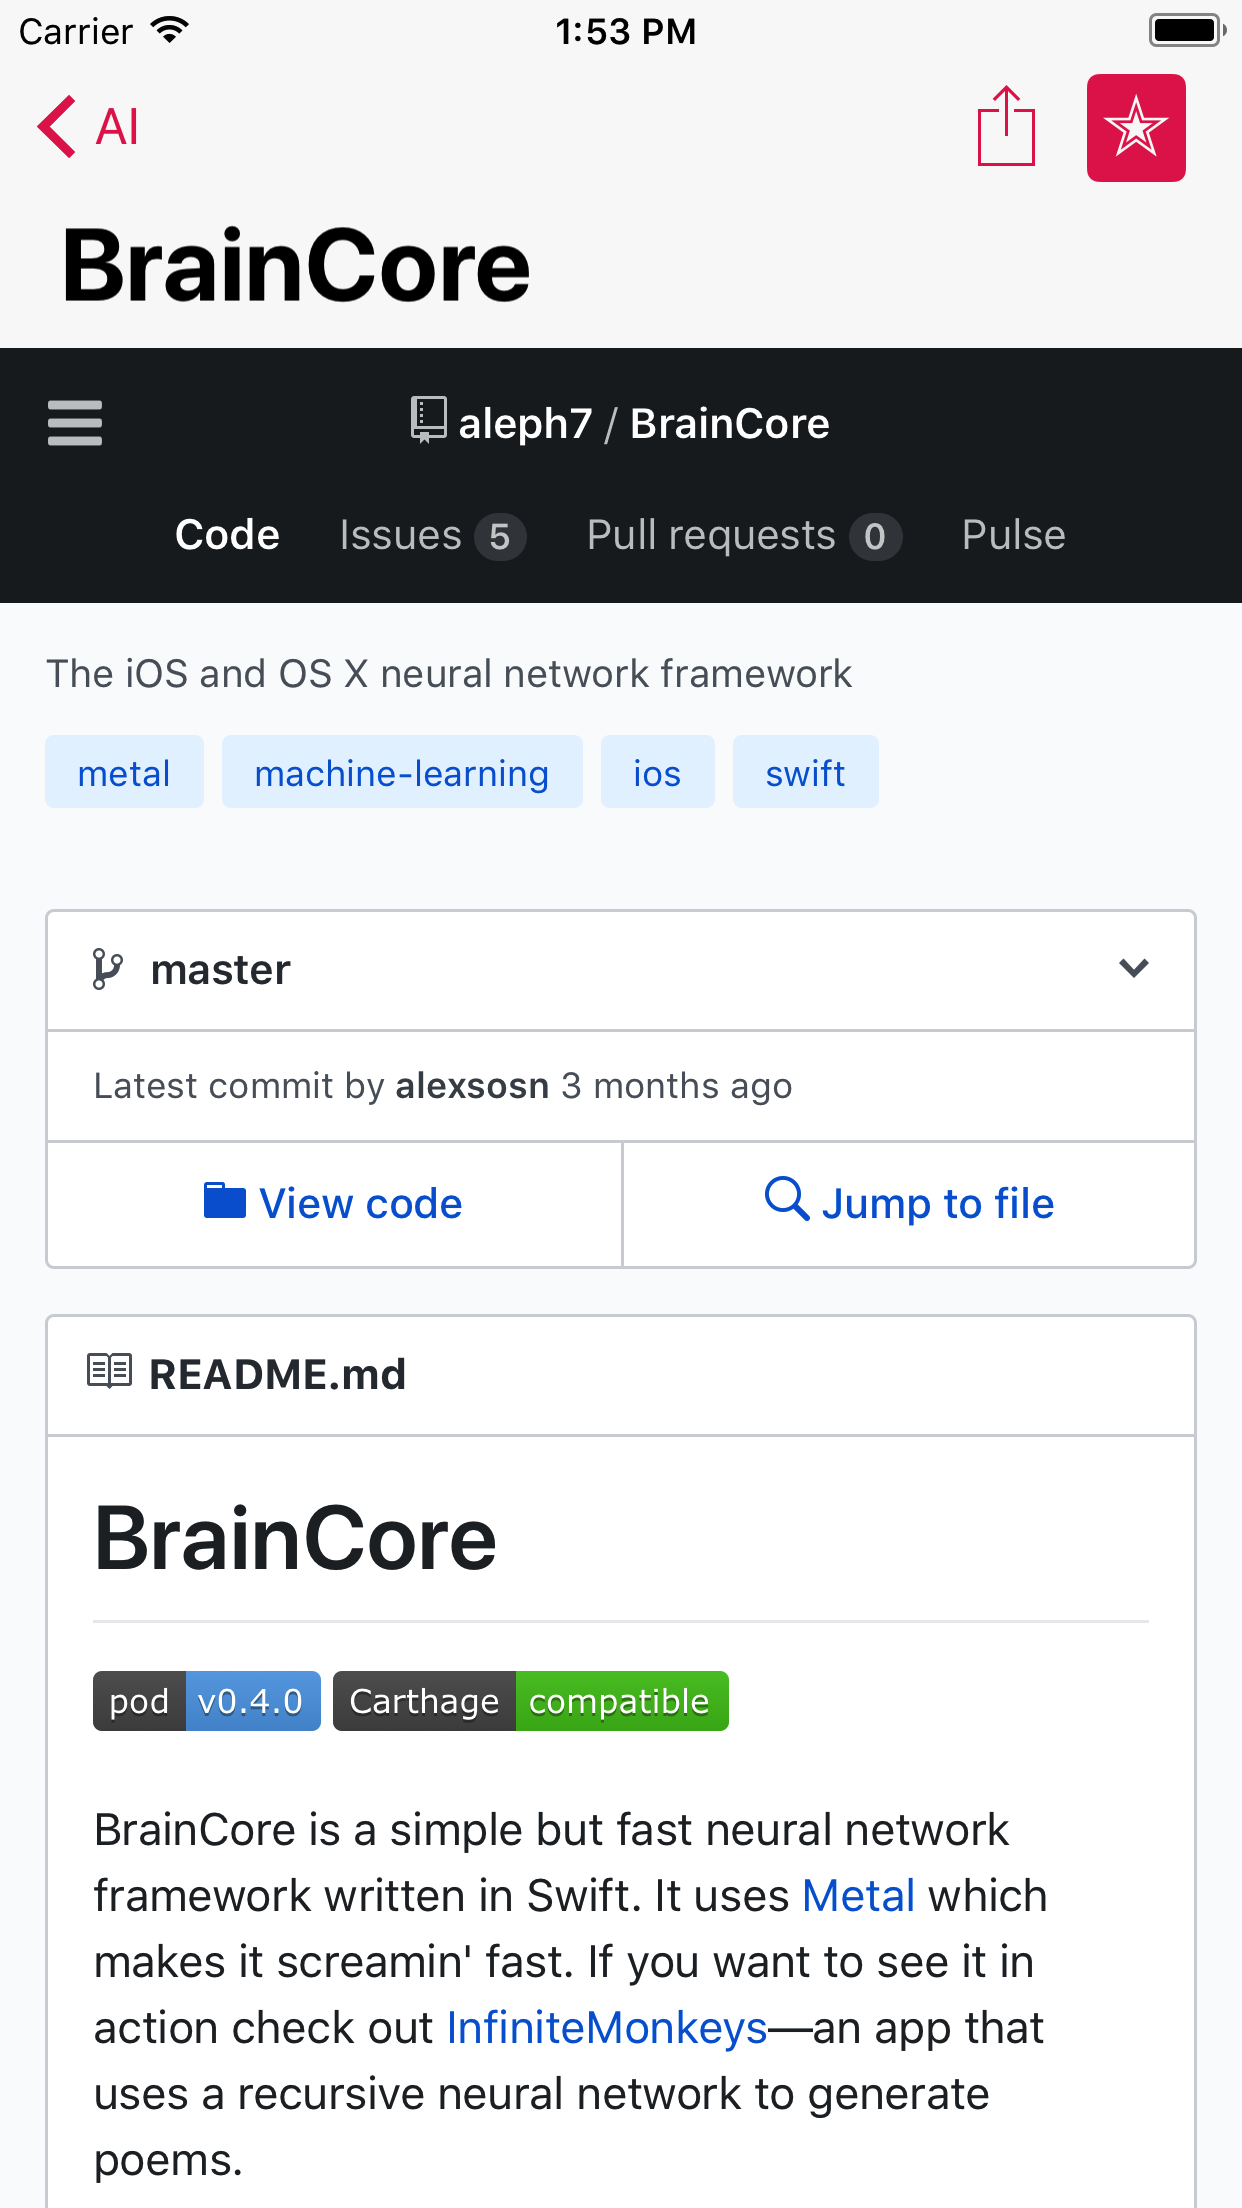 Carrier 1:53 PM
AI
BrainCore
aleph7 / BrainCore
Code Issues 5 Pull requests 0 Pulse
The iOS and OS X neural network framework
metal machine-learning ios swift
master
Latest commit by alexsosn 3 months ago
View code Jump to file
README.md
BrainCore
pod v0.4.0 Carthage compatible
BrainCore is a simple but fast neural network
framework written in Swift. It uses Metal which
makes it screamin' fast. If you want to see it in
action check out InfiniteMonkeys—an app that
uses a recursive neural network to generate
poems.